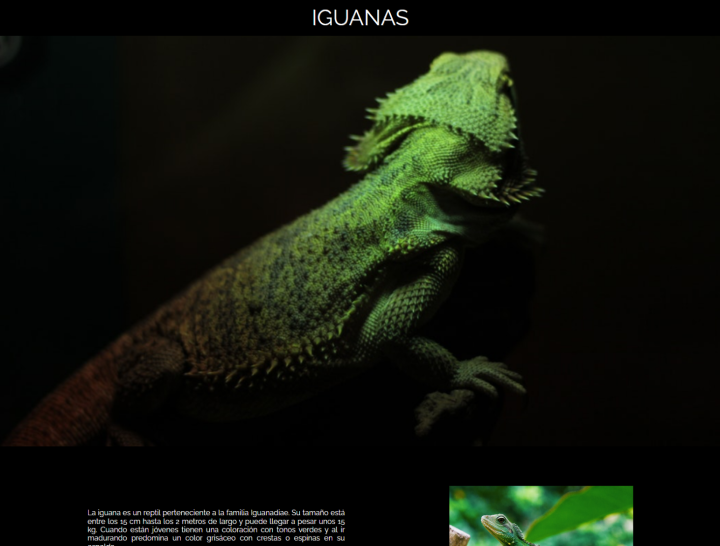 IGUANAS
La iguana es un reptil perteneciente a la familia Iguanadiae. Su tamaño está
entre los 15 cm hasta los 2 metros de largo y puede llegar a pesar unos 15
kg. Cuando están jóvenes tienen una coloración con tonos verdes y al ir
madurando predomina un color grisáceo con crestas o espinas en su